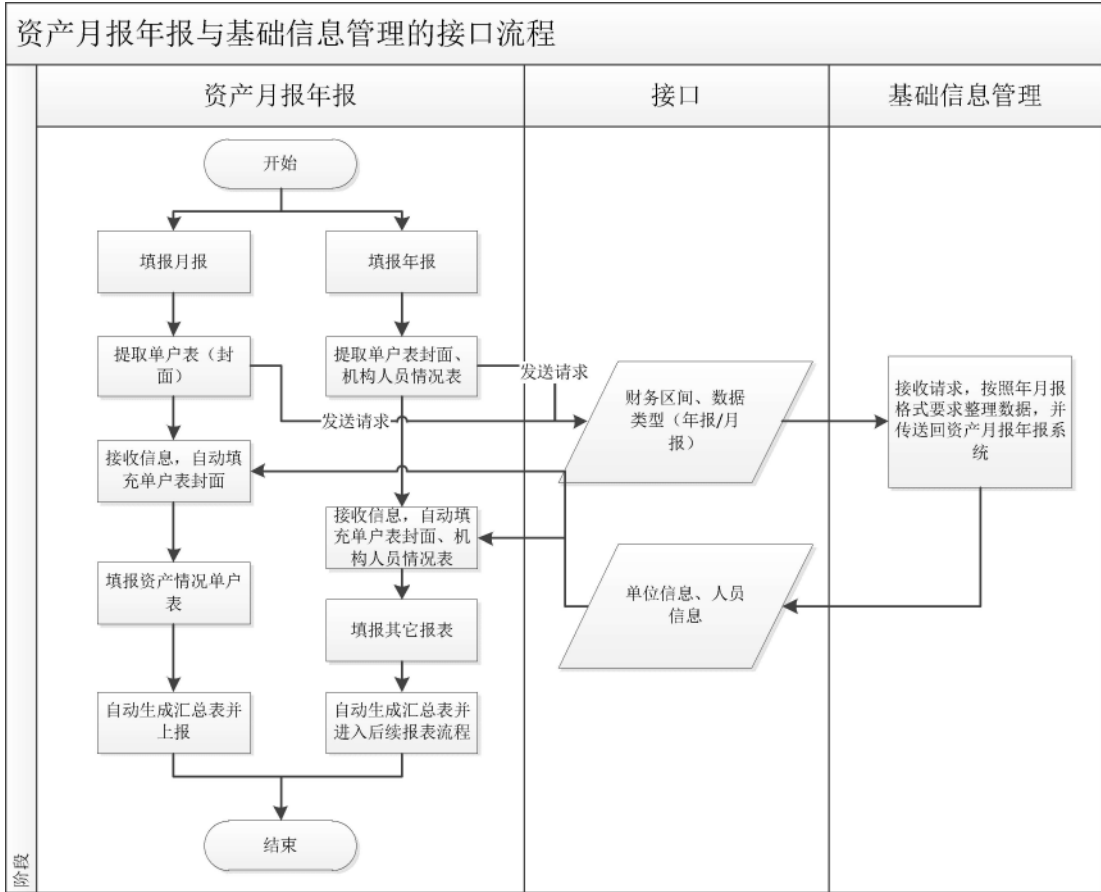 资产月报年报与基础信息管理的接口流程
资产月报年报
接口
基础信息管理
开始
填报月报
填报年报
提取单户表（封
面）
提取单户表封面、
机构人员情况表
发送请求
发送请求
财务区间、数据
类型（年报/月
报）
接收请求，按照年月报
格式要求整理数据，并
传送回资产月报年报系
统
接收信息，自动填
充单户表封面
接收信息，自动填
充单户表封面、机
构人员情况表
填报资产情况单户
表
单位信息、人员
信息
填报其它报表
自动生成汇总表并
上报
自动生成汇总表并
进入后续报表流程
结束
阶段